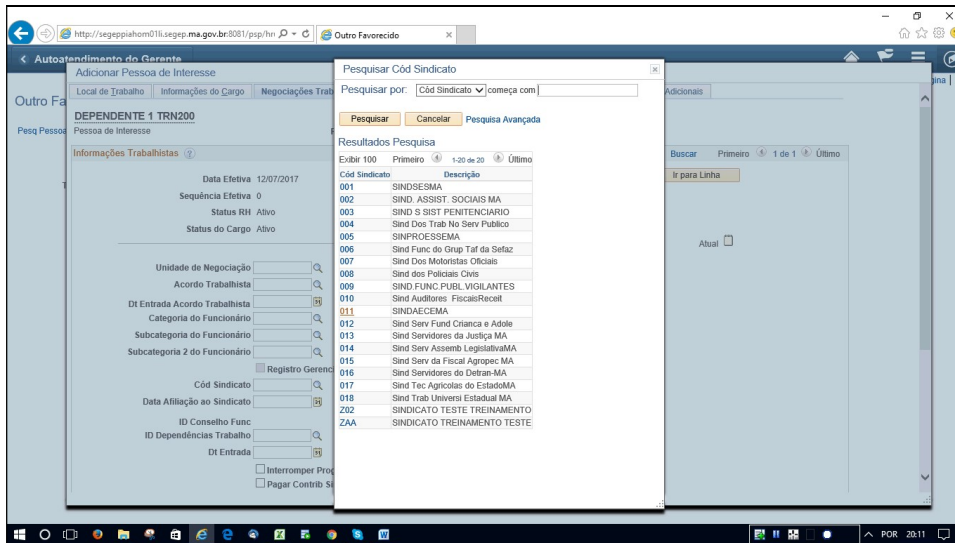 http://segeppiahom01li.segep.ma.gov.br:8081/psp/hn
Outro Favorecido
Autoatendimento do Gerente
Outro Fa
Pesq Pessoa
Adicionar Pessoa de Interesse
Local de Trabalho
Informações do Cargo
Negociações Trab
Adicionais
DEPENDENTE 1 TRN200
Pessoa de Interesse
Informações Trabalhistas
Buscar Primeiro 1 de 1 Último
Ir para Linha
Data Efetiva 12/07/2017
Sequência Efetiva 0
Status RH Ativo
Status do Cargo Ativo
Atual
Unidade de Negociação
Acordo Trabalhista
Dt Entrada Acordo Trabalhista
Categoria do Funcionário
Subcategoria do Funcionário
Subcategoria 2 do Funcionário
Registro Gerenci
Cód Sindicato
Data Afiliação ao Sindicato
ID Conselho Func
ID Dependências Trabalho
Dt Entrada
Interromper Prog
Pagar Contrib Si
Pesquisar Cód Sindicato
Pesquisar por: Cód Sindicato começa com
Pesquisar Cancelar Pesquisa Avançada
Resultados Pesquisa
Exibir 100 Primeiro 1-20 de 20 Último
Cód Sindicato Descrição
001 SINDSESMA
002 SIND. ASSIST. SOCIAIS MA
003 SIND S SIST PENITENCIARIO
004 Sind Dos Trab No Serv Publico
005 SINPROESSEMA
006 Sind Func do Grup Taf da Sefaz
007 Sind Dos Motoristas Oficiais
008 Sind dos Policiais Civis
009 SIND.FUNC.PUBL.VIGILANTES
010 Sind Auditores FiscaisReceit
011 SINDAECEMA
012 Sind Serv Fund Crianca e Adole
013 Sind Servidores da Justiça MA
014 Sind Serv Assemb LegislativaMA
015 Sind Serv da Fiscal Agropec MA
016 Sind Servidores do Detran-MA
017 Sind Tec Agricolas do EstadoMA
018 Sind Trab Universi Estadual MA
Z02 SINDICATO TESTE TREINAMENTO
ZAA SINDICATO TREINAMENTO TESTE
POR 20:11